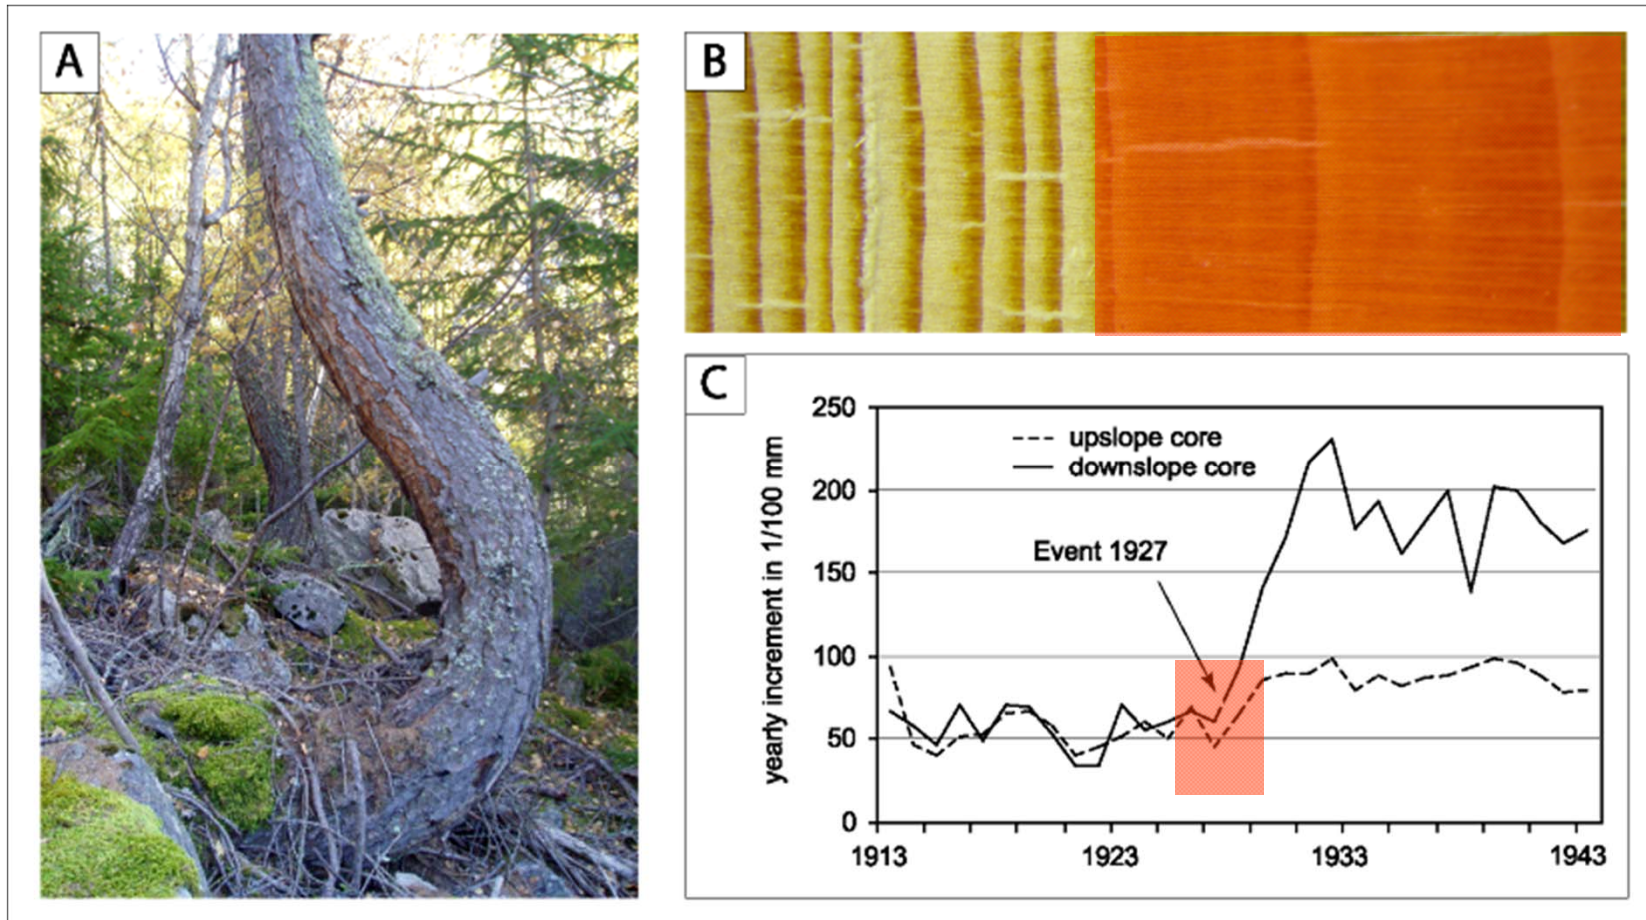 A
B
C
250
200
150
100
50
0
yearly increment in 1/100 mm
upslope core
downslope core
Event 1927
1913
1923
1933
1943